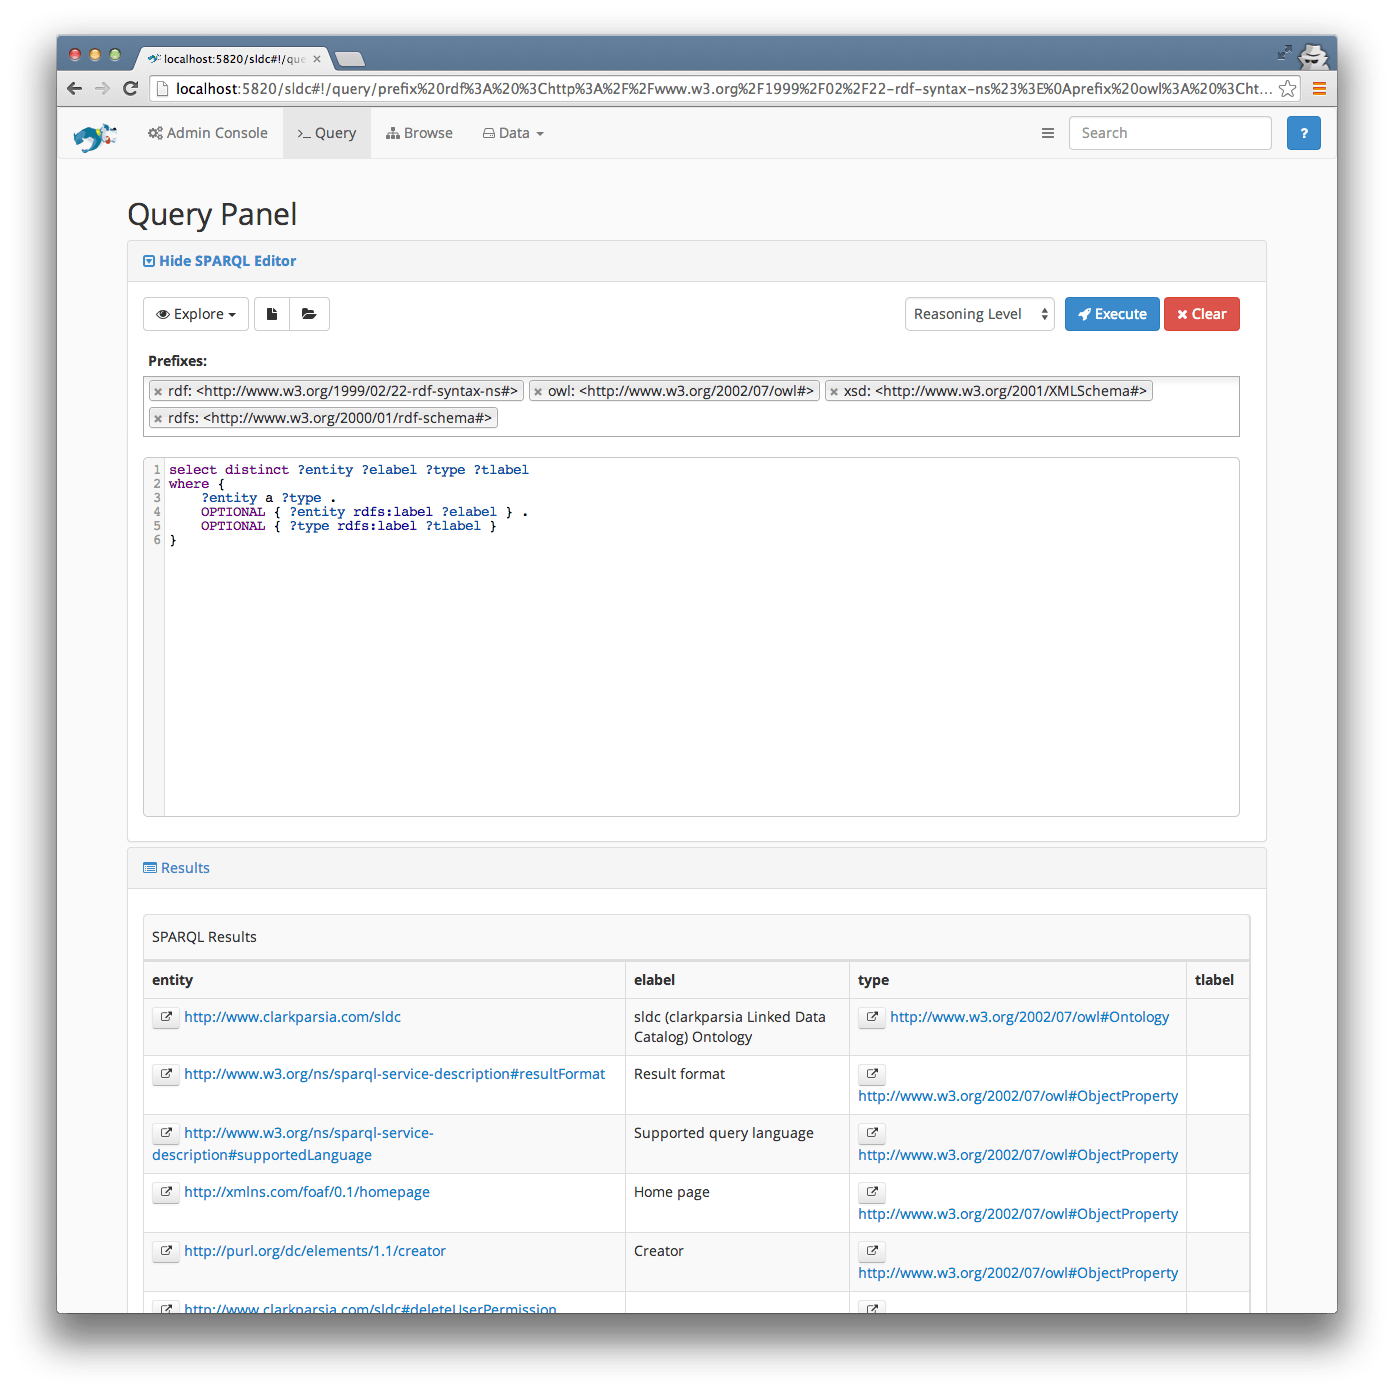 localhost:5820/sldc#!/que
localhost:5820/sldc#!/query/prefix%20rdf%3A%20%3Chttp%3A%2F%2Fwww.w3.org%2F1999%2F02%2F22-rdf-syntax-ns%23%3E%0Aprefix%20owl%3A%20%3Cht...
Admin Console >_ Query Browse Data Search ?
Query Panel
Hide SPARQL Editor
Explore Reasoning Level Execute Clear
Prefixes:
rdf: <http://www.w3.org/1999/02/22-rdf-syntax-ns#> owl: <http://www.w3.org/2002/07/owl#> xsd: <http://www.w3.org/2001/XMLSchema#>
rdfs: <http://www.w3.org/2000/01/rdf-schema#>
1 select distinct ?entity ?elabel ?type ?tlabel
2 where {
3 ?entity a ?type .
4 OPTIONAL { ?entity rdfs:label ?elabel } .
5 OPTIONAL { ?type rdfs:label ?tlabel }
6 }
Results
SPARQL Results
entity elabel type tlabel
http://www.clarkparsia.com/sldc sldc (clarkparsia Linked Data http://www.w3.org/2002/07/owl#Ontology
Catalog) Ontology
http://www.w3.org/ns/sparql-service-description#resultFormat Result format
http://www.w3.org/2002/07/owl#ObjectProperty
http://www.w3.org/ns/sparql-service- Supported query language
description#supportedLanguage http://www.w3.org/2002/07/owl#ObjectProperty
http://xmlns.com/foaf/0.1/homepage Home page
http://www.w3.org/2002/07/owl#ObjectProperty
http://purl.org/dc/elements/1.1/creator Creator
http://www.w3.org/2002/07/owl#ObjectProperty
http://www.clarkparsia.com/sldc#deleteUserPermission